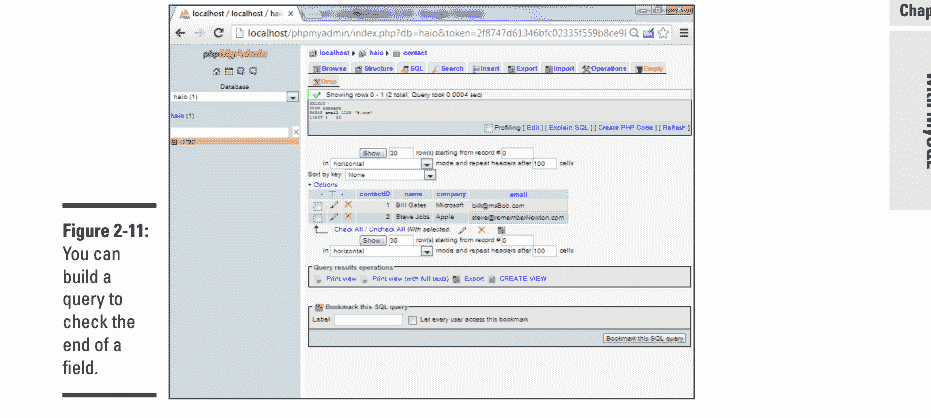 Chap
localhost / localhost / hai
localhost/phpmyadmin/index.php?db=haio&token=2f8747d61346bfc02335f559b8ce9
phpMyAdmin
localhost ▸ haio ▸ contact
Browse Structure SQL Search Insert Export Import Operations Empty
Drop
Database
haio (1)
haio (1)
Showing rows 0 - 1 (2 total, Query took 0.0004 sec)
SELECT
LIMIT
Profiling [ Edit ] [ Explain SQL ] [ Create PHP Code ] [ Refresh ]
Show : 30 row(s) starting from record # 0
in horizontal mode and repeat headers after 100 cells
Sort by key: None
+ Options
contactID name company email
1 Bill Gates Microsoft bill@msBob.com
2 Steve Jobs Apple steve@rememberNewton.com
Check All / Uncheck All With selected:
Show : 30 row(s) starting from record # 0
in horizontal mode and repeat headers after 100 cells
Query results operations
Print view Print view (with full texts) Export CREATE VIEW
Bookmark this SQL query
Label: Let every user access this bookmark
Bookmark this SQL query
Figure 2-11:
You can
build a
query to
check the
end of a
field.